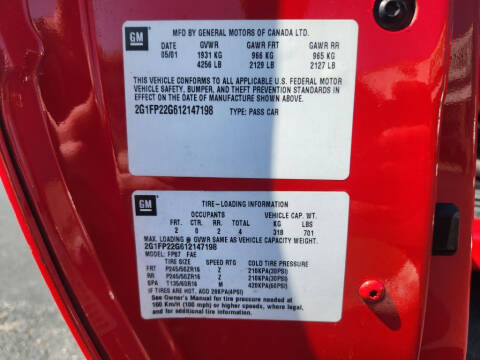 GM
MFD BY GENERAL MOTORS OF CANADA LTD.
DATE GVWR GAWR FRT GAWR RR
05/01 1931 KG 966 KG 965 KG
4256 LB 2129 LB 2127 LB
THIS VEHICLE CONFORMS TO ALL APPLICABLE U.S. FEDERAL MOTOR
VEHICLE SAFETY, BUMPER, AND THEFT PREVENTION STANDARDS IN
EFFECT ON THE DATE OF MANUFACTURE SHOWN ABOVE.
2G1FP22G612147198 TYPE: PASS CAR
GM
TIRE-LOADING INFORMATION
OCCUPANTS VEHICLE CAP. WT.
FRT. CTR. RR. TOTAL KG LBS
2 0 2 4 318 701
MAX. LOADING @ GVWR SAME AS VEHICLE CAPACITY WEIGHT.
2G1FP22G612147198
MODEL: FP87 FAE
TIRE SIZE SPEED RTG COLD TIRE PRESSURE
FRT P245/50ZR16 Z 210KPA(30PSI)
RR P245/50ZR16 Z 210KPA(30PSI)
SPA T135/80R16 M 420KPA(60PSI)
IF TIRES ARE HOT, ADD 28KPA(4PSI)
See Owner's Manual for tire pressure needed at
160 Km/H (100 mph) or higher speeds, where legal,
and for additional tire information.